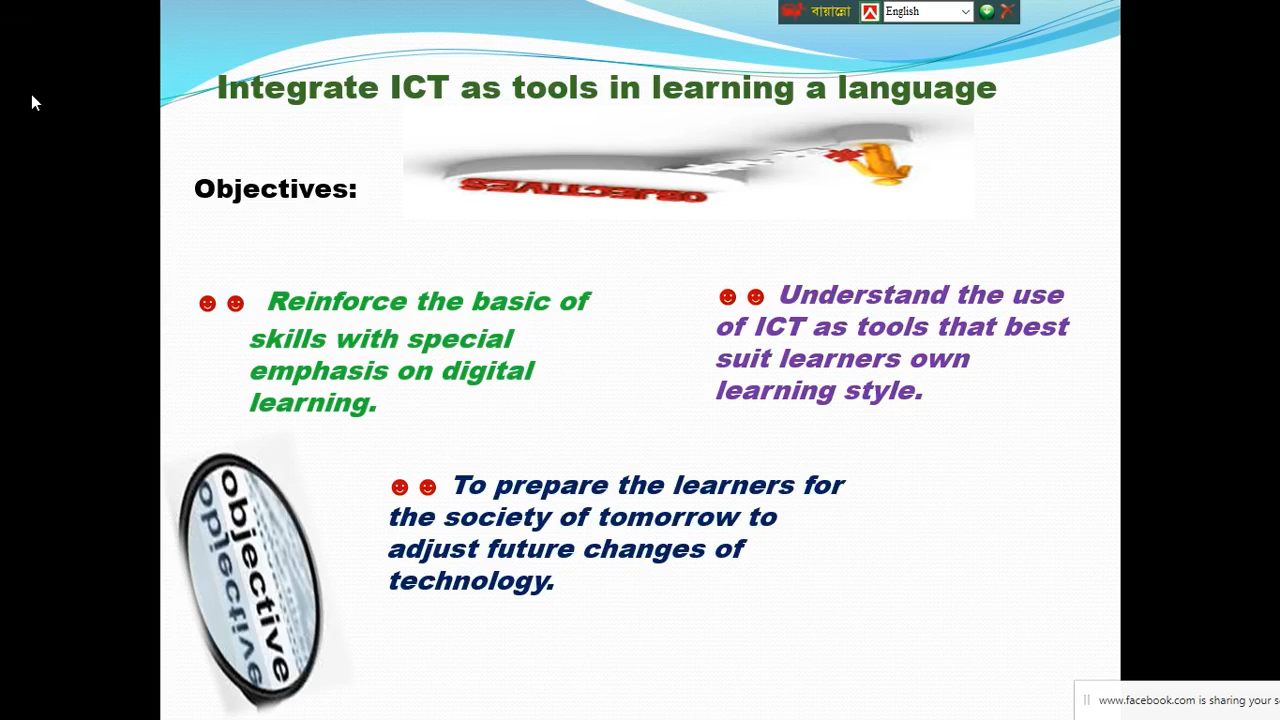 বায়ান্নো English
Integrate ICT as tools in learning a language
OBJECTIVES
Objectives:
☻☻ Reinforce the basic of
skills with special
emphasis on digital
learning.
☻☻ Understand the use
of ICT as tools that best
suit learners own
learning style.
☻☻ To prepare the learners for
the society of tomorrow to
adjust future changes of
technology.
objective
objective
www.facebook.com is sharing your s